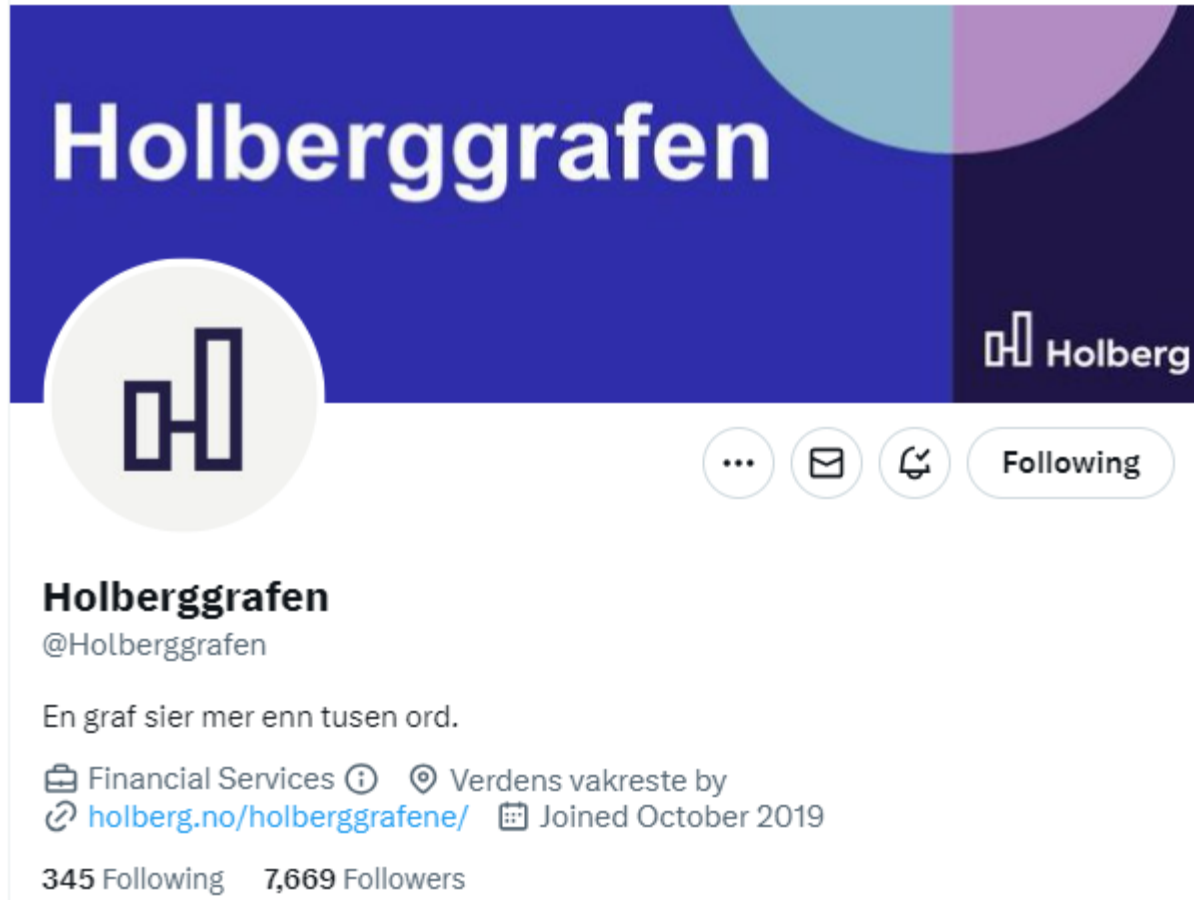 Holberggrafen
Holberg
Following
Holberggrafen
@Holberggrafen
En graf sier mer enn tusen ord.
Financial Services Verdens vakreste by
holberg.no/holberggrafene/ Joined October 2019
345 Following 7,669 Followers